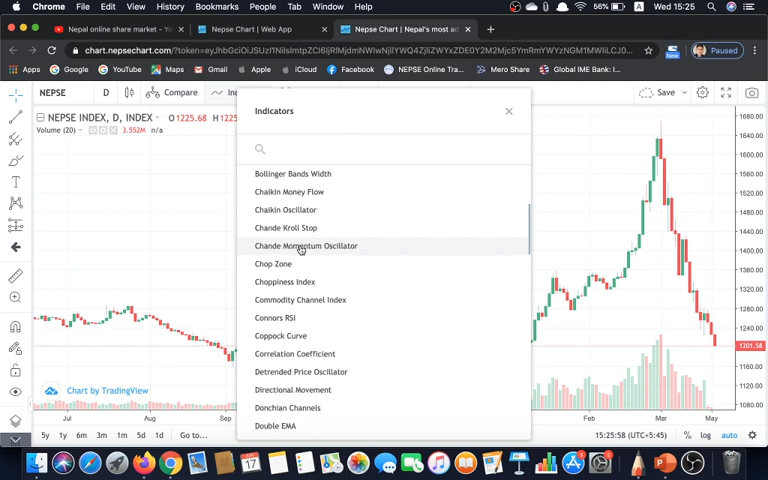 Chrome File Edit View History Bookmarks People Tab Window Help 56% Wed 15:25
Nepal online share market - Y
Nepse Chart | Web App
Nepse Chart | Nepal's most ad
chart.nepsechart.com/?token=
New
Paused
Apps Google YouTube Maps Gmail Apple iCloud Facebook NEPSE Online Tra... Mero Share Global IME Bank: I...
NEPSE D Compare Save
NEPSE INDEX, D, INDEX O1225.68
Volume (20) 3.552M n/a
Indicators
Bollinger Bands Width
Chaikin Money Flow
Chaikin Oscillator
Chande Kroll Stop
Chande Momentum Oscillator
Chop Zone
Choppiness Index
Commodity Channel Index
Connors RSI
Coppock Curve
Correlation Coefficient
Detrended Price Oscillator
Directional Movement
Donchian Channels
Double EMA
1680.00
1640.00
1600.00
1560.00
1520.00
1480.00
1440.00
1400.00
1360.00
1320.00
1280.00
1240.00
1201.58
1160.00
1120.00
1080.00
Chart by TradingView
Jul Aug Sep Feb Mar May
5y 1y 6m 3m 1m 5d 1d Go to... 15:25:58 (UTC+5:45) % log auto
17